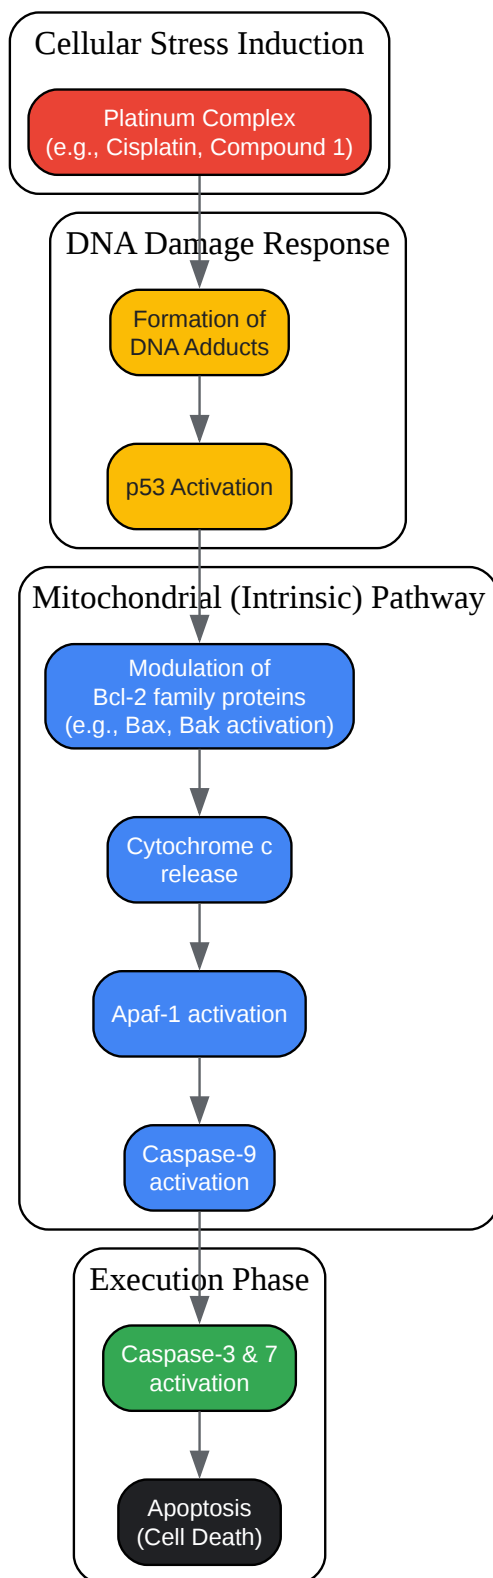 Cellular Stress Induction
Platinum Complex
(e.g., Cisplatin, Compound 1)
DNA Damage Response
Formation of
DNA Adducts
p53 Activation
Mitochondrial (Intrinsic) Pathway
Modulation of
Bcl-2 family proteins
(e.g., Bax, Bak activation)
Cytochrome c
release
Apaf-1 activation
Caspase-9
activation
Execution Phase
Caspase-3 & 7
activation
Apoptosis
(Cell Death)